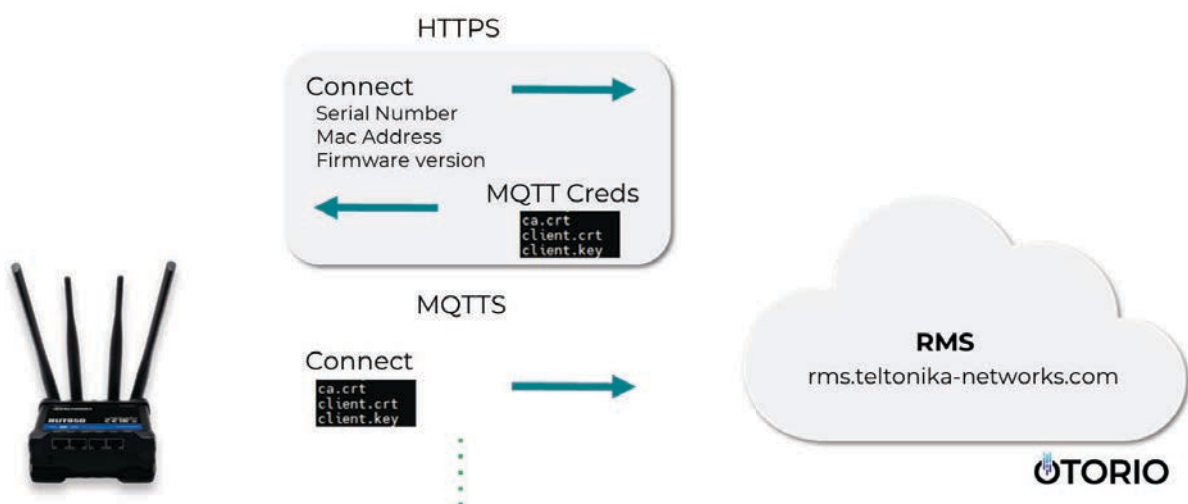 HTTPS
Connect
Serial Number
Mac Address
Firmware version
MQTT Creds
ca.crt
client.crt
client.key
MQTTS
Connect
ca.crt
client.crt
client.key
RMS
rms.teltonika-networks.com
RUT950
OTORIO